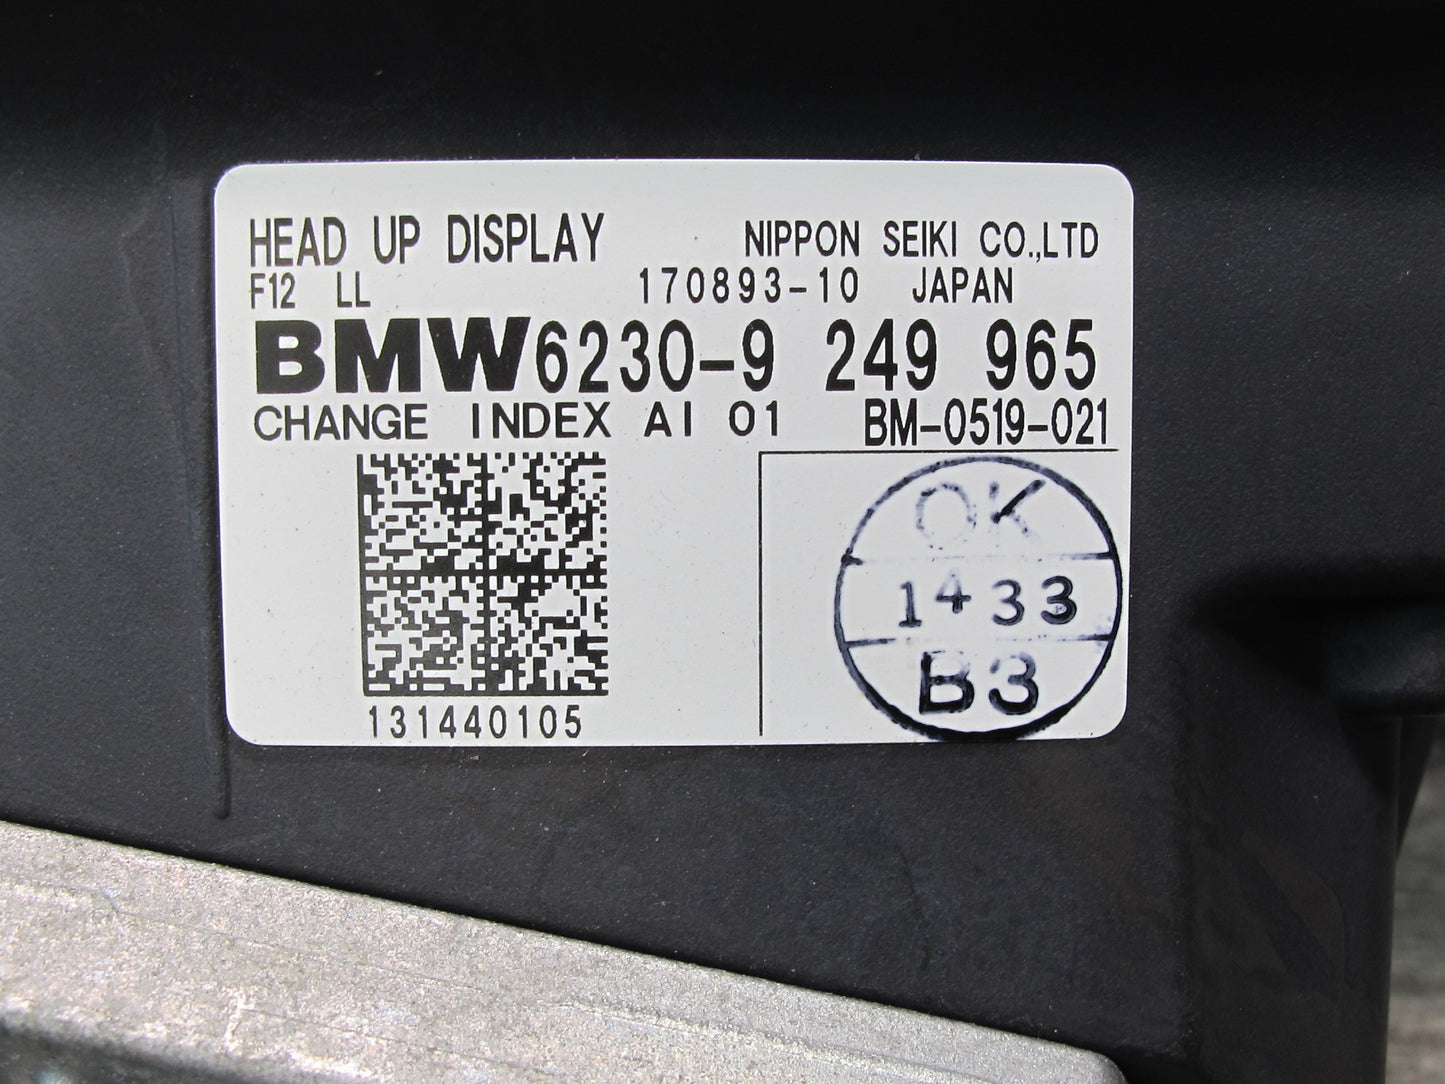 HEAD UP DISPLAY NIPPON SEIKI CO.,LTD
F12 LL 170893-10 JAPAN
BMW6230-9 249 965
CHANGE INDEX AI 01 BM-0519-021
OK
1433
B3
131440105